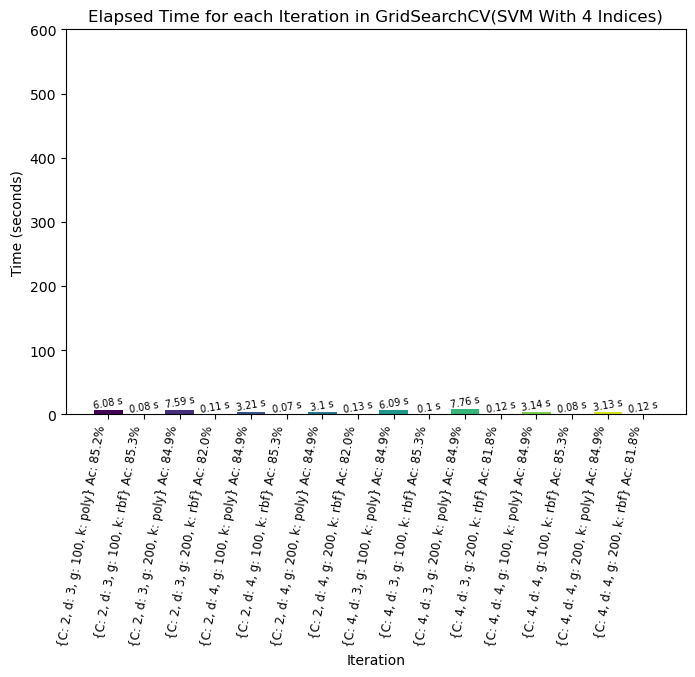 Elapsed Time for each Iteration in GridSearchCV(SVM With 4 Indices)
600
500
400
300
200
100
0
Time (seconds)
6.08 s
0.08 s
7.59 s
0.11 s
3.21 s
0.07 s
3.1 s
0.13 s
6.09 s
0.1 s
7.76 s
0.12 s
3.14 s
0.08 s
3.13 s
0.12 s
{C: 2, d: 3, g: 100, k: poly} Ac: 85.2%
{C: 2, d: 3, g: 100, k: rbf} Ac: 85.3%
{C: 2, d: 3, g: 200, k: poly} Ac: 84.9%
{C: 2, d: 3, g: 200, k: rbf} Ac: 82.0%
{C: 2, d: 4, g: 100, k: poly} Ac: 84.9%
{C: 2, d: 4, g: 100, k: rbf} Ac: 85.3%
{C: 2, d: 4, g: 200, k: poly} Ac: 84.9%
{C: 2, d: 4, g: 200, k: rbf} Ac: 82.0%
{C: 4, d: 3, g: 100, k: poly} Ac: 84.9%
{C: 4, d: 3, g: 100, k: rbf} Ac: 85.3%
{C: 4, d: 3, g: 200, k: poly} Ac: 84.9%
{C: 4, d: 3, g: 200, k: rbf} Ac: 81.8%
{C: 4, d: 4, g: 100, k: poly} Ac: 84.9%
{C: 4, d: 4, g: 100, k: rbf} Ac: 85.3%
{C: 4, d: 4, g: 200, k: poly} Ac: 84.9%
{C: 4, d: 4, g: 200, k: rbf} Ac: 81.8%
Iteration